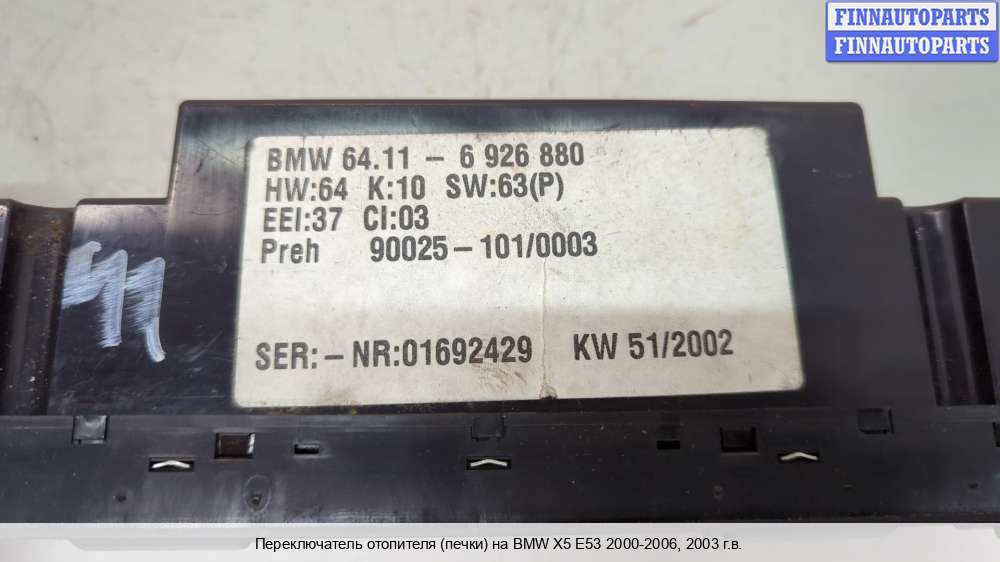 FINNAUTOPARTS
FINNAUTOPARTS
BMW 64.11 - 6 926 880
HW:64 K:10 SW:63(P)
EEI:37 CI:03
Preh 90025-101/0003
SER:-NR:01692429 KW 51/2002
Переключатель отопителя (печки) на BMW X5 E53 2000-2006, 2003 г.в.